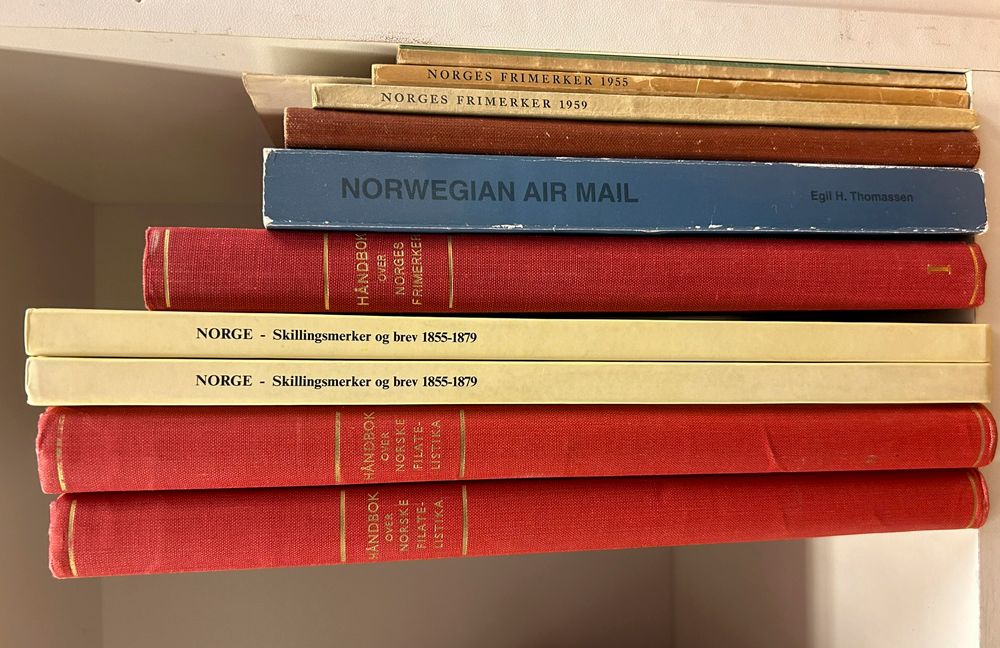 NORGES FRIMERKER 1955
NORGES FRIMERKER 1959
NORWEGIAN AIR MAIL Egil H. Thomassen
HÅNDBOK
OVER
NORGES
FRIMERKER
I
NORGE - Skillingsmerker og brev 1855-1879
NORGE - Skillingsmerker og brev 1855-1879
HÅNDBOK
OVER
NORSKE
FILATE-
LISTIKA
HÅNDBOK
OVER
NORSKE
FILATE-
LISTIKA